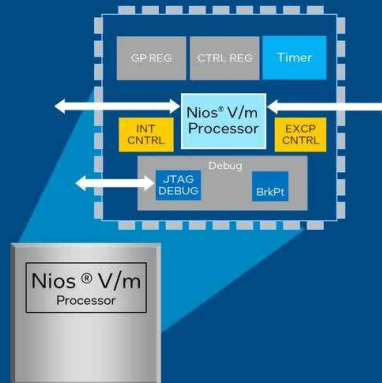 GP REG
CTRL REG
Timer
Nios® V/m
Processor
INT
CNTRL
EXCP
CNTRL
Debug
JTAG
DEBUG
BrkPt
Nios ® V/m
Processor